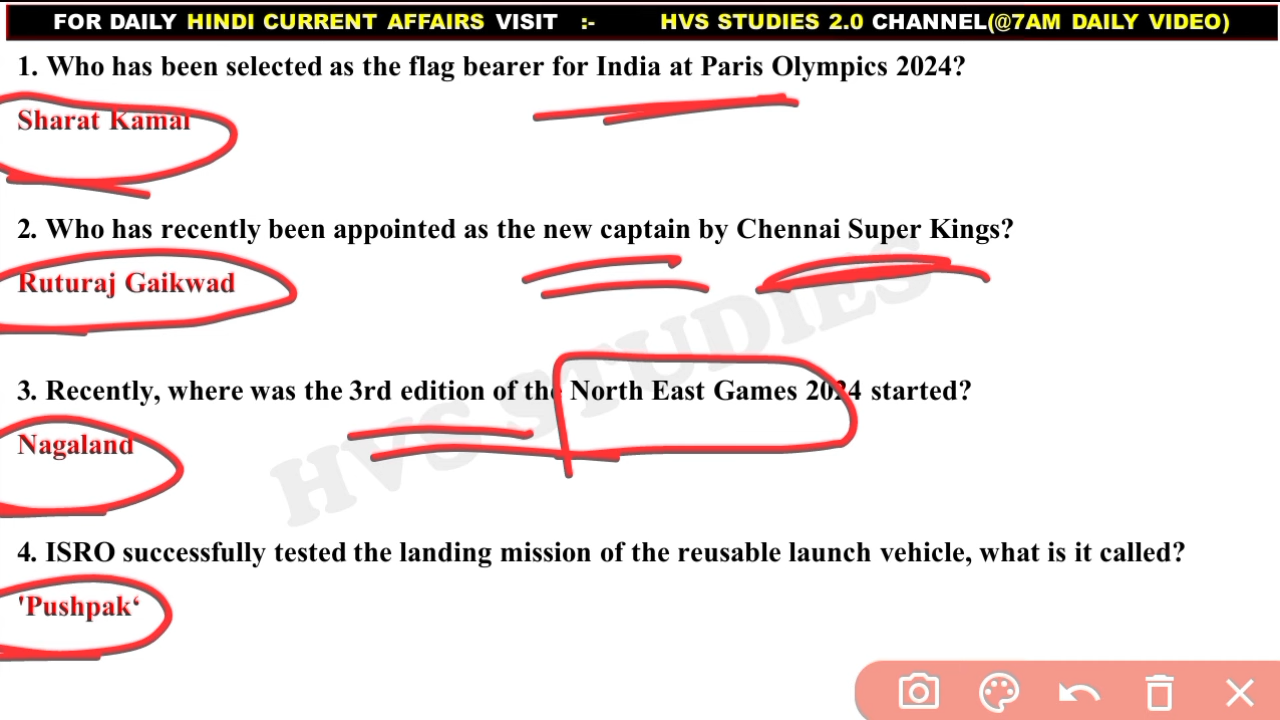 FOR DAILY HINDI CURRENT AFFAIRS VISIT :- HVS STUDIES 2.0 CHANNEL(@7AM DAILY VIDEO)
1. Who has been selected as the flag bearer for India at Paris Olympics 2024?
Sharat Kamal
2. Who has recently been appointed as the new captain by Chennai Super Kings?
Ruturaj Gaikwad
3. Recently, where was the 3rd edition of the North East Games 2024 started?
Nagaland
HVS STUDIES
4. ISRO successfully tested the landing mission of the reusable launch vehicle, what is it called?
'Pushpak‘